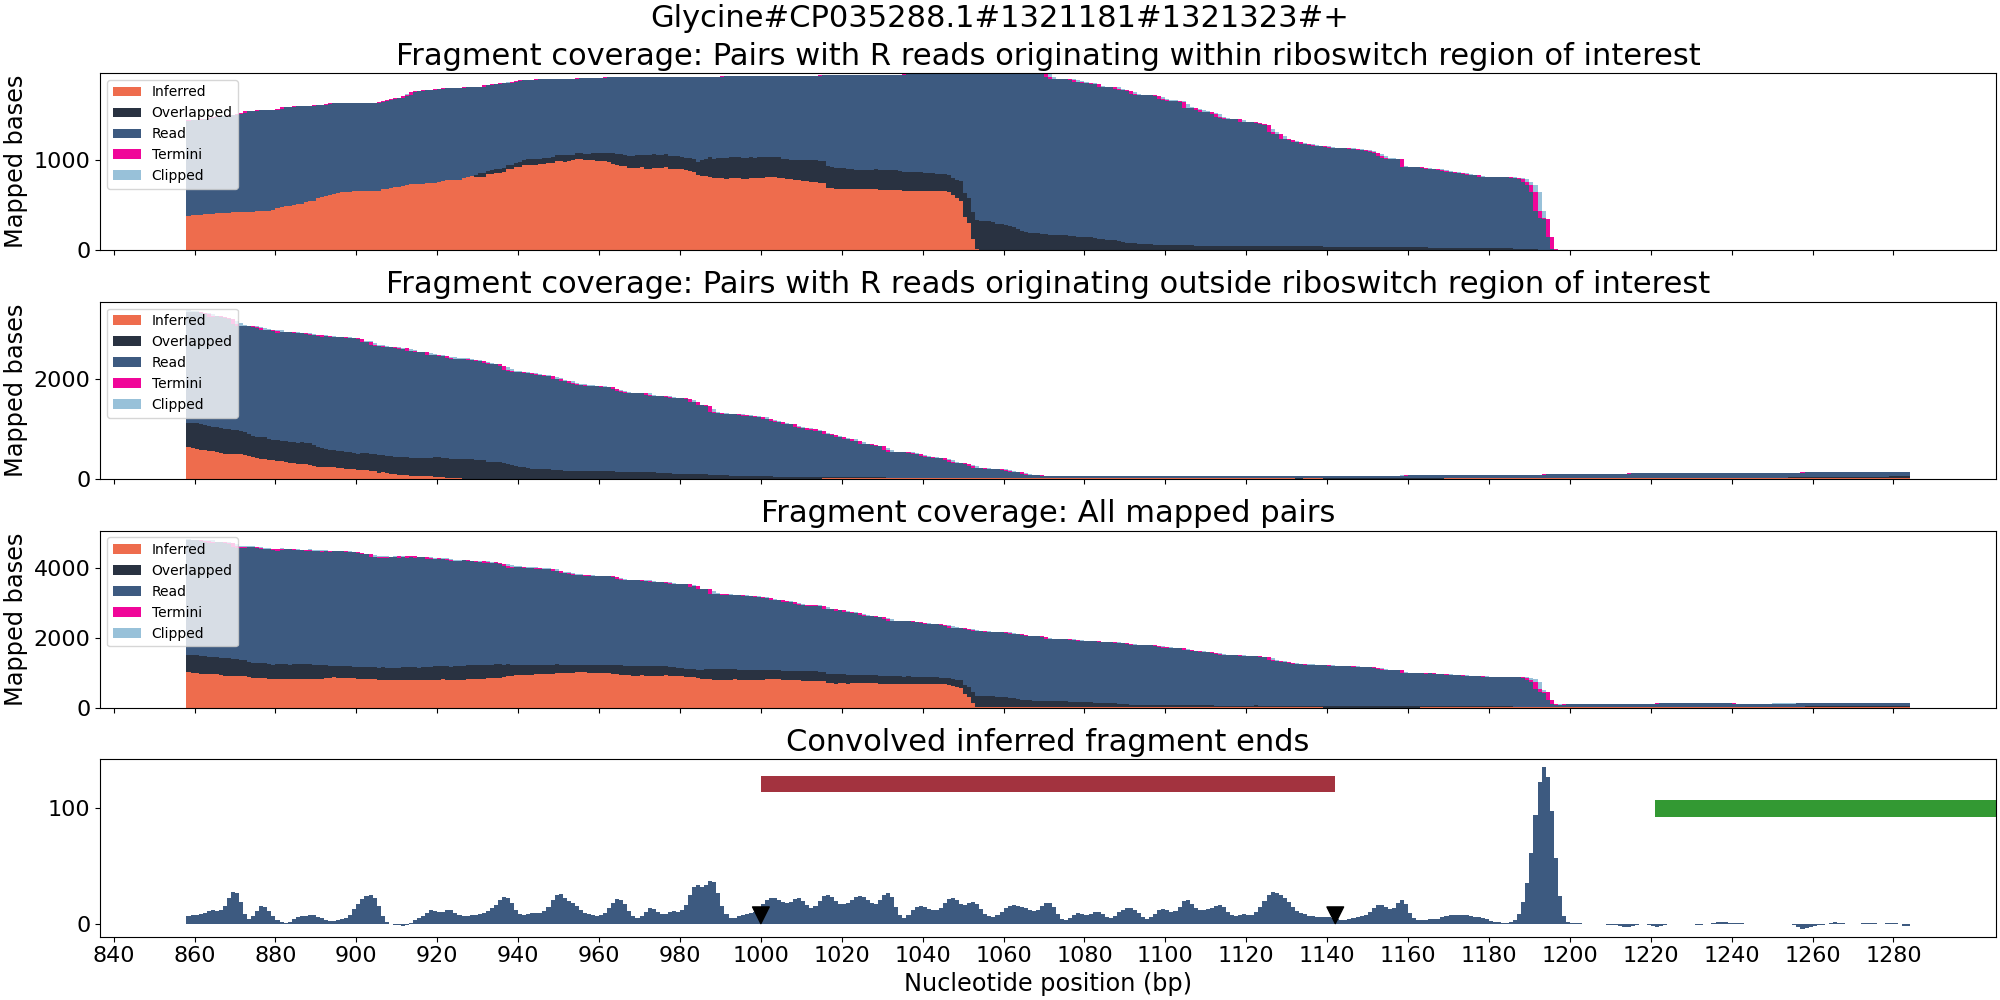 Glycine#CP035288.1#1321181#1321323#+
Fragment coverage: Pairs with R reads originating within riboswitch region of interest
Mapped bases
1000
0
Inferred
Overlapped
Read
Termini
Clipped
Fragment coverage: Pairs with R reads originating outside riboswitch region of interest
Mapped bases
2000
0
Inferred
Overlapped
Read
Termini
Clipped
Fragment coverage: All mapped pairs
Mapped bases
4000
2000
0
Inferred
Overlapped
Read
Termini
Clipped
Convolved inferred fragment ends
100
0
840 860 880 900 920 940 960 980 1000 1020 1040 1060 1080 1100 1120 1140 1160 1180 1200 1220 1240 1260 1280
Nucleotide position (bp)